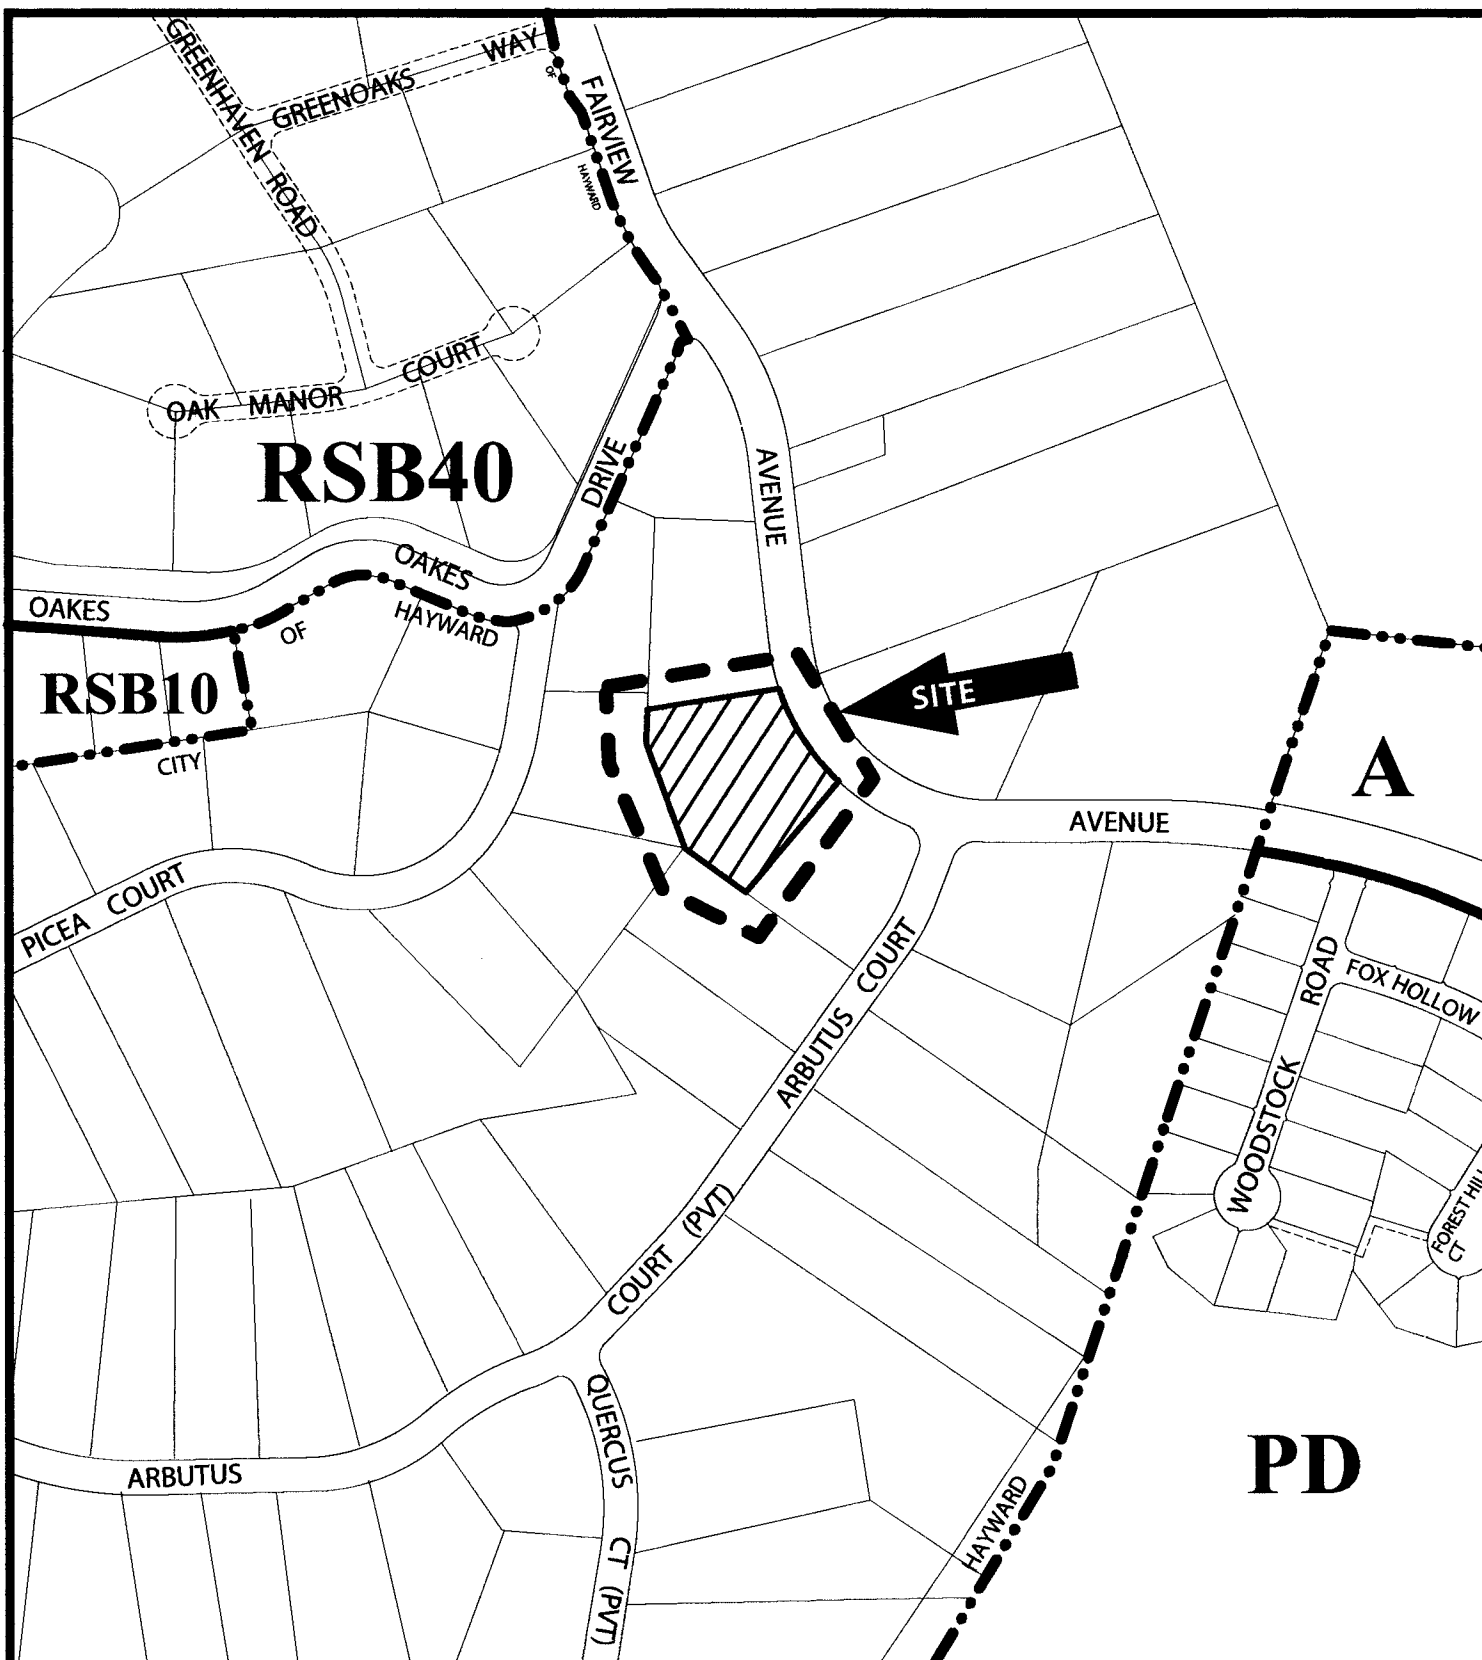 GREENHAVEN ROAD
GREENOAKS WAY
OF
FAIRVIEW
HAYWARD
OAK MANOR COURT
RSB40
DRIVE
AVENUE
OAKES
OAKES
OF
HAYWARD
RSB10
CITY
SITE
A
AVENUE
PICEA COURT
ARBUTUS COURT
ROAD
FOX HOLLOW
WOODSTOCK
FOREST HILL
CT
COURT (PVT)
QUERCUS CT (PVT)
ARBUTUS
HAYWARD
PD